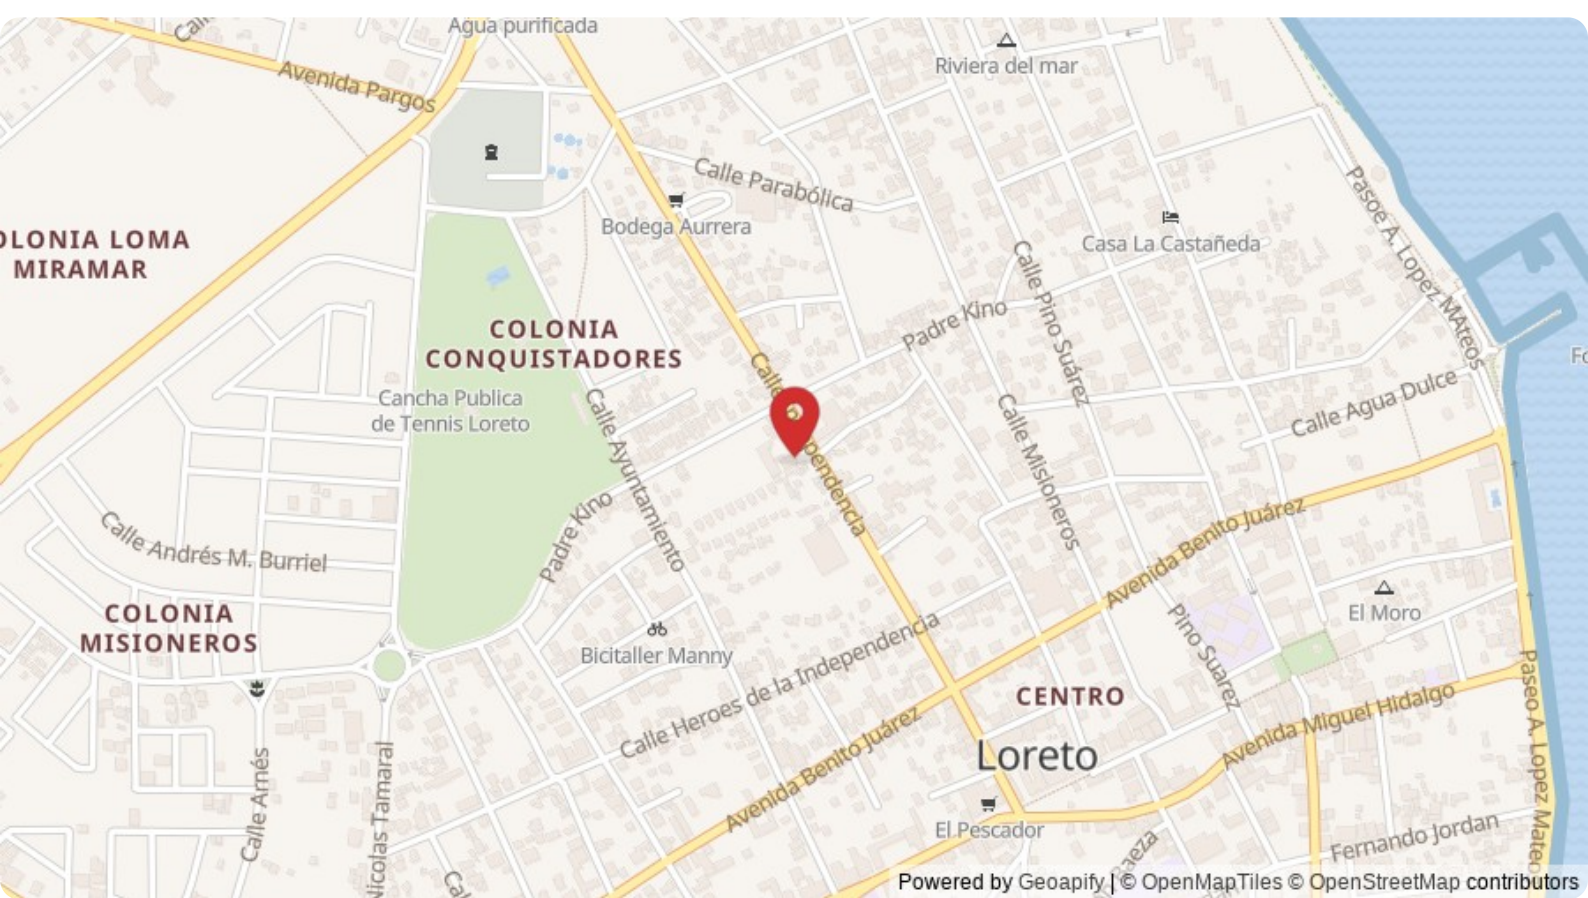 Agua purificada
Avenida Pargos
Riviera del mar
Calle Parabólica
Bodega Aurrera
Casa La Castañeda
Pasoe A. Lopez MAteos
OLONIA LOMA
MIRAMAR
COLONIA
CONQUISTADORES
Padre Kino
Calle Pino Suárez
Cancha Publica
de Tennis Loreto
Calle Ayuntamiento
Calle
pendencia
Calle Misioneros
Calle Agua Dulce
Padre Kino
Calle Andrés M. Burriel
Avenida Benito Juárez
COLONIA
MISIONEROS
Bicitaller Manny
Calle Heroes de la Independencia
Pino Suarez
El Moro
CENTRO
Loreto
Avenida Miguel Hidalgo
Paseo A. Lopez Mateo
Avenida Benito Juárez
Calle Arnés
Nicolas Tamaral
El Pescador
Fernando Jordan
Powered by Geoapify | © OpenMapTiles © OpenStreetMap contributors